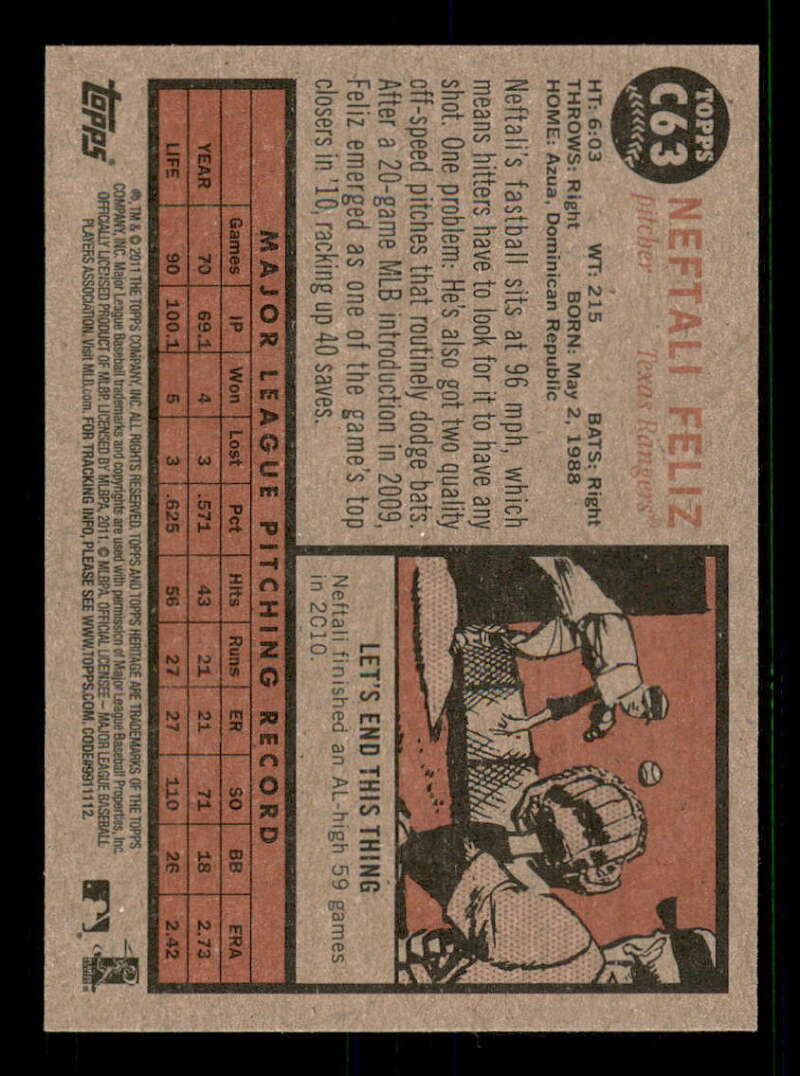 TOPPS
C63
NEFTALI FELIZ
pitcher Texas Rangers®
HT: 6:03 WT: 215 BATS: Right
THROWS: Right BORN: May 2, 1988
HOME: Azua, Dominican Republic
Neftali's fastball sits at 96 mph, which
means hitters have to look for it to have any
shot. One problem: He's also got two quality
off-speed pitches that routinely dodge bats.
After a 20-game MLB introduction in 2009,
Feliz emerged as one of the game's top
closers in '10, racking up 40 saves.
LET'S END THIS THING
Neftali finished an AL-high 59 games
in 2010.
MAJOR LEAGUE PITCHING RECORD
Games IP Won Lost Pct Hits Runs ER SO BB ERA
YEAR 70 69.1 4 3 .571 43 21 21 71 18 2.73
LIFE 90 100.1 5 3 .625 56 27 27 110 26 2.42
topps®
®, TM & © 2011 THE TOPPS COMPANY, INC. ALL RIGHTS RESERVED. TOPPS AND TOPPS HERITAGE ARE TRADEMARKS OF THE TOPPS
COMPANY, INC. Major League Baseball trademarks and copyrights are used with permission of Major League Baseball Properties, Inc.
OFFICIALLY LICENSED PRODUCT OF MLBP. LICENSED BY MLBPA. 2011. © MLBPA. OFFICIAL LICENSEE – MAJOR LEAGUE BASEBALL
PLAYERS ASSOCIATION. Visit MLB.com. FOR TRACKING INFO, PLEASE SEE WWW.TOPPS.COM. CODE#9911112.